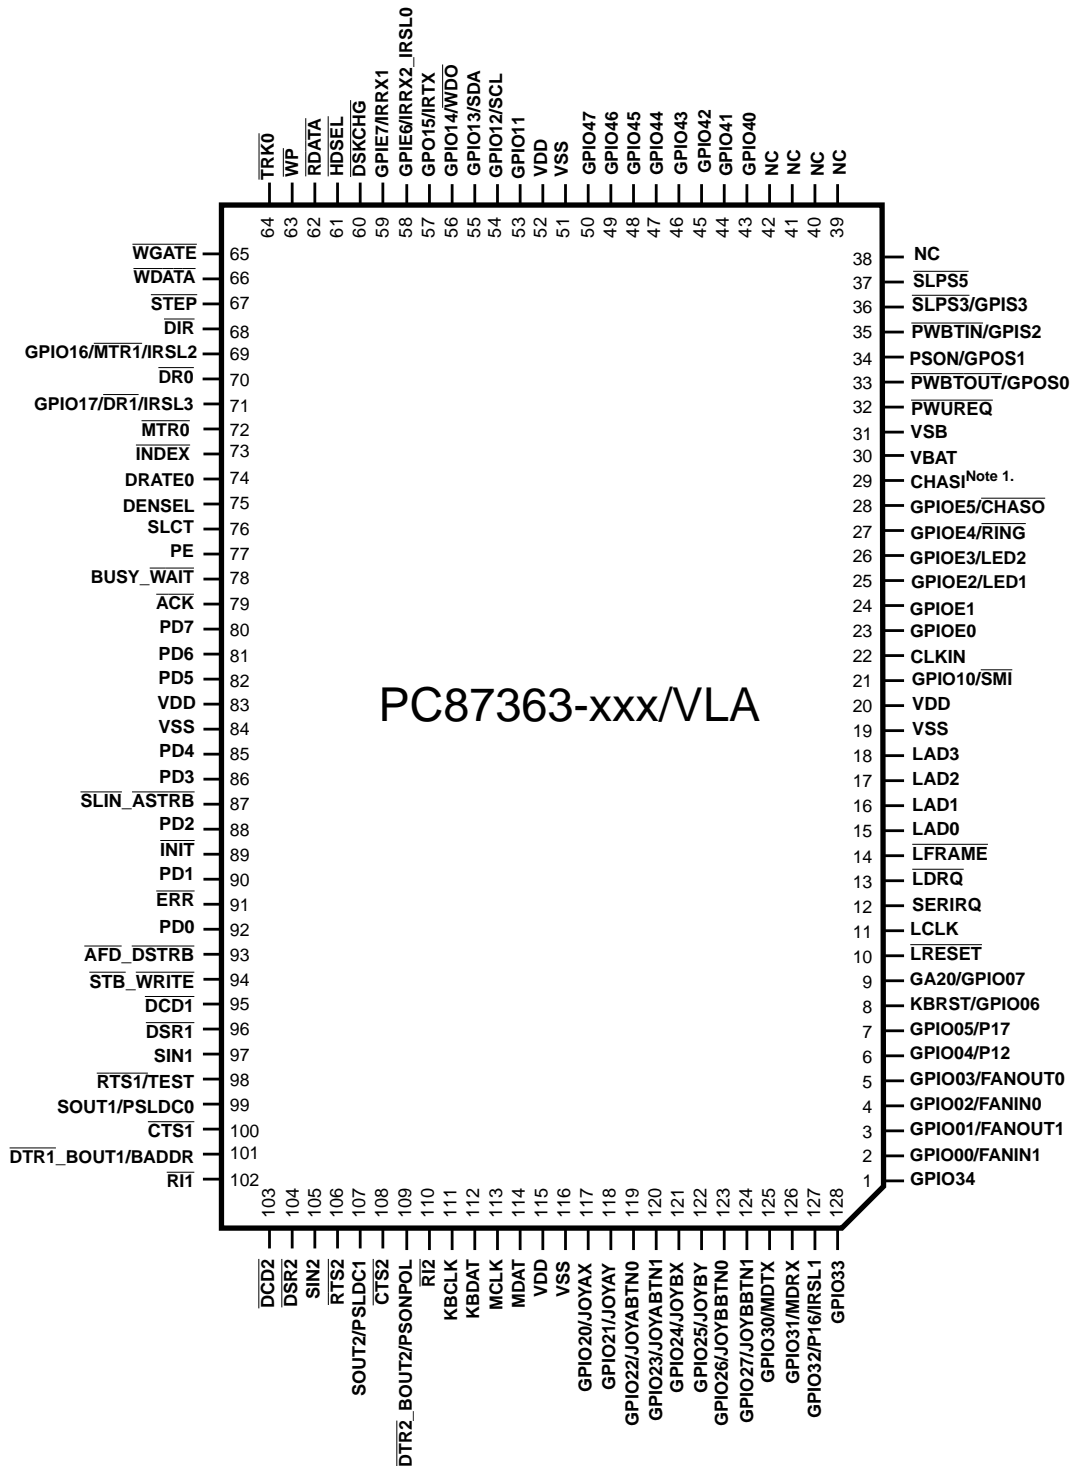 TRK0
WP
RDATA
HDSEL
DSKCHG
GPIE7/IRRX1
GPIE6/IRRX2_IRSL0
GPO15/IRTX
GPIO14/WDO
GPIO13/SDA
GPIO12/SCL
GPIO11
VDD
VSS
GPIO47
GPIO46
GPIO45
GPIO44
GPIO43
GPIO42
GPIO41
GPIO40
NC
NC
NC
NC
64 63 62 61 60 59 58 57 56 55 54 53 52 51 50 49 48 47 46 45 44 43 42 41 40 39
WGATE 65
WDATA 66
STEP 67
DIR 68
GPIO16/MTR1/IRSL2 69
DR0 70
GPIO17/DR1/IRSL3 71
MTR0 72
INDEX 73
DRATE0 74
DENSEL 75
SLCT 76
PE 77
BUSY_WAIT 78
ACK 79
PD7 80
PD6 81
PD5 82
VDD 83
VSS 84
PD4 85
PD3 86
SLIN_ASTRB 87
PD2 88
INIT 89
PD1 90
ERR 91
PD0 92
AFD_DSTRB 93
STB_WRITE 94
DCD1 95
DSR1 96
SIN1 97
RTS1/TEST 98
SOUT1/PSLDC0 99
CTS1 100
DTR1_BOUT1/BADDR 101
RI1 102
PC87363-xxx/VLA
38 NC
37 SLPS5
36 SLPS3/GPIS3
35 PWBTIN/GPIS2
34 PSON/GPOS1
33 PWBTOUT/GPOS0
32 PWUREQ
31 VSB
30 VBAT
29 CHASI Note 1.
28 GPIOE5/CHASO
27 GPIOE4/RING
26 GPIOE3/LED2
25 GPIOE2/LED1
24 GPIOE1
23 GPIOE0
22 CLKIN
21 GPIO10/SMI
20 VDD
19 VSS
18 LAD3
17 LAD2
16 LAD1
15 LAD0
14 LFRAME
13 LDRQ
12 SERIRQ
11 LCLK
10 LRESET
9 GA20/GPIO07
8 KBRST/GPIO06
7 GPIO05/P17
6 GPIO04/P12
5 GPIO03/FANOUT0
4 GPIO02/FANIN0
3 GPIO01/FANOUT1
2 GPIO00/FANIN1
1 GPIO34
103 104 105 106 107 108 109 110 111 112 113 114 115 116 117 118 119 120 121 122 123 124 125 126 127 128
DCD2
DSR2
SIN2
RTS2
SOUT2/PSLDC1
CTS2
DTR2_BOUT2/PSONPOL
RI2
KBCLK
KBDAT
MCLK
MDAT
VDD
VSS
GPIO20/JOYAX
GPIO21/JOYAY
GPIO22/JOYABTN0
GPIO23/JOYABTN1
GPIO24/JOYBX
GPIO25/JOYBY
GPIO26/JOYBBTN0
GPIO27/JOYBBTN1
GPIO30/MDTX
GPIO31/MDRX
GPIO32/P16/IRSL1
GPIO33